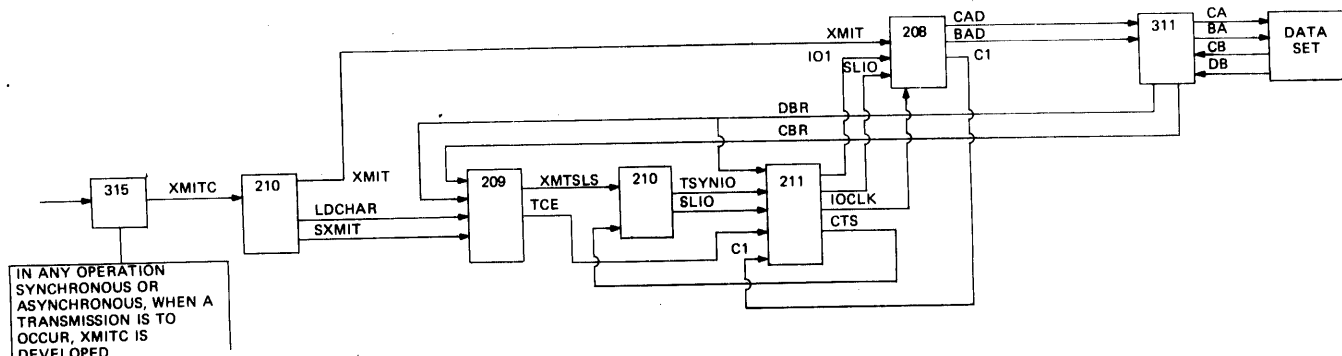 CAD
CA
208
311
XMIT
BAD
BA
DATA
SET
IO1
C1
CB
SLIO
DB
DBR
CBR
315
209
210
XMITC
210
XMIT
XMTSLS
TSYNIO
211
LDCHAR
TCE
SLIO
IOCLK
SXMIT
CTS
C1
IN ANY OPERATION
SYNCHRONOUS OR
ASYNCHRONOUS, WHEN A
TRANSMISSION IS TO
OCCUR, XMITC IS
DEVELOPED